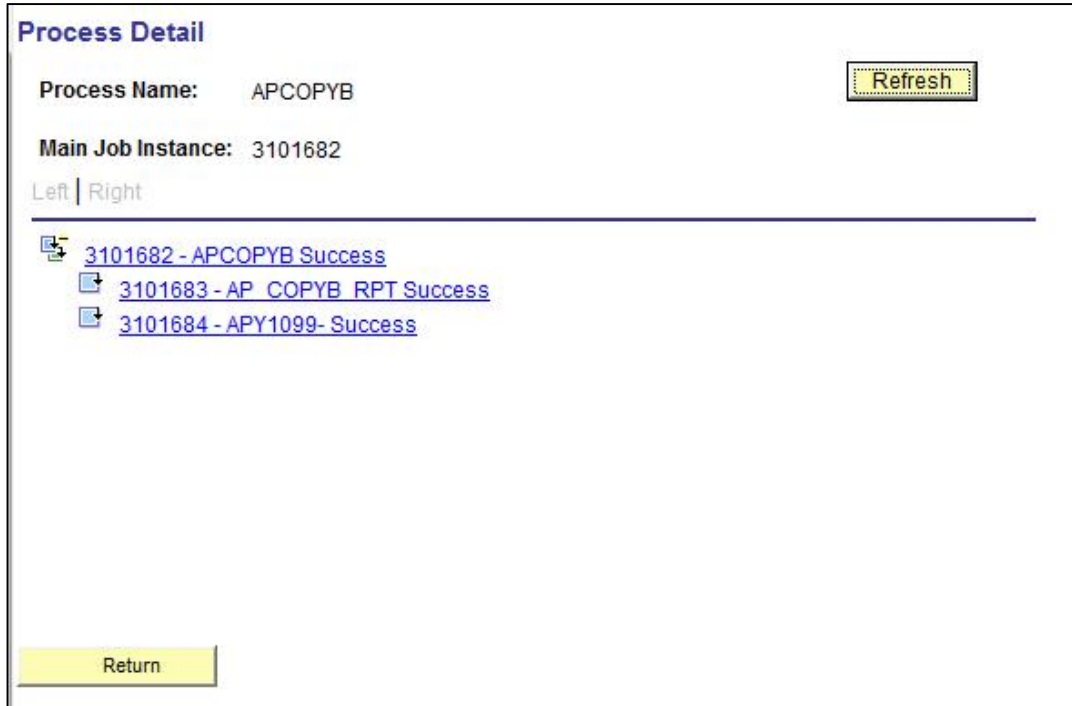 Process Detail
Process Name: APCOPYB
Refresh
Main Job Instance: 3101682
Left | Right
3101682 - APCOPYB Success
3101683 - AP_COPYB_RPT Success
3101684 - APY1099- Success
Return